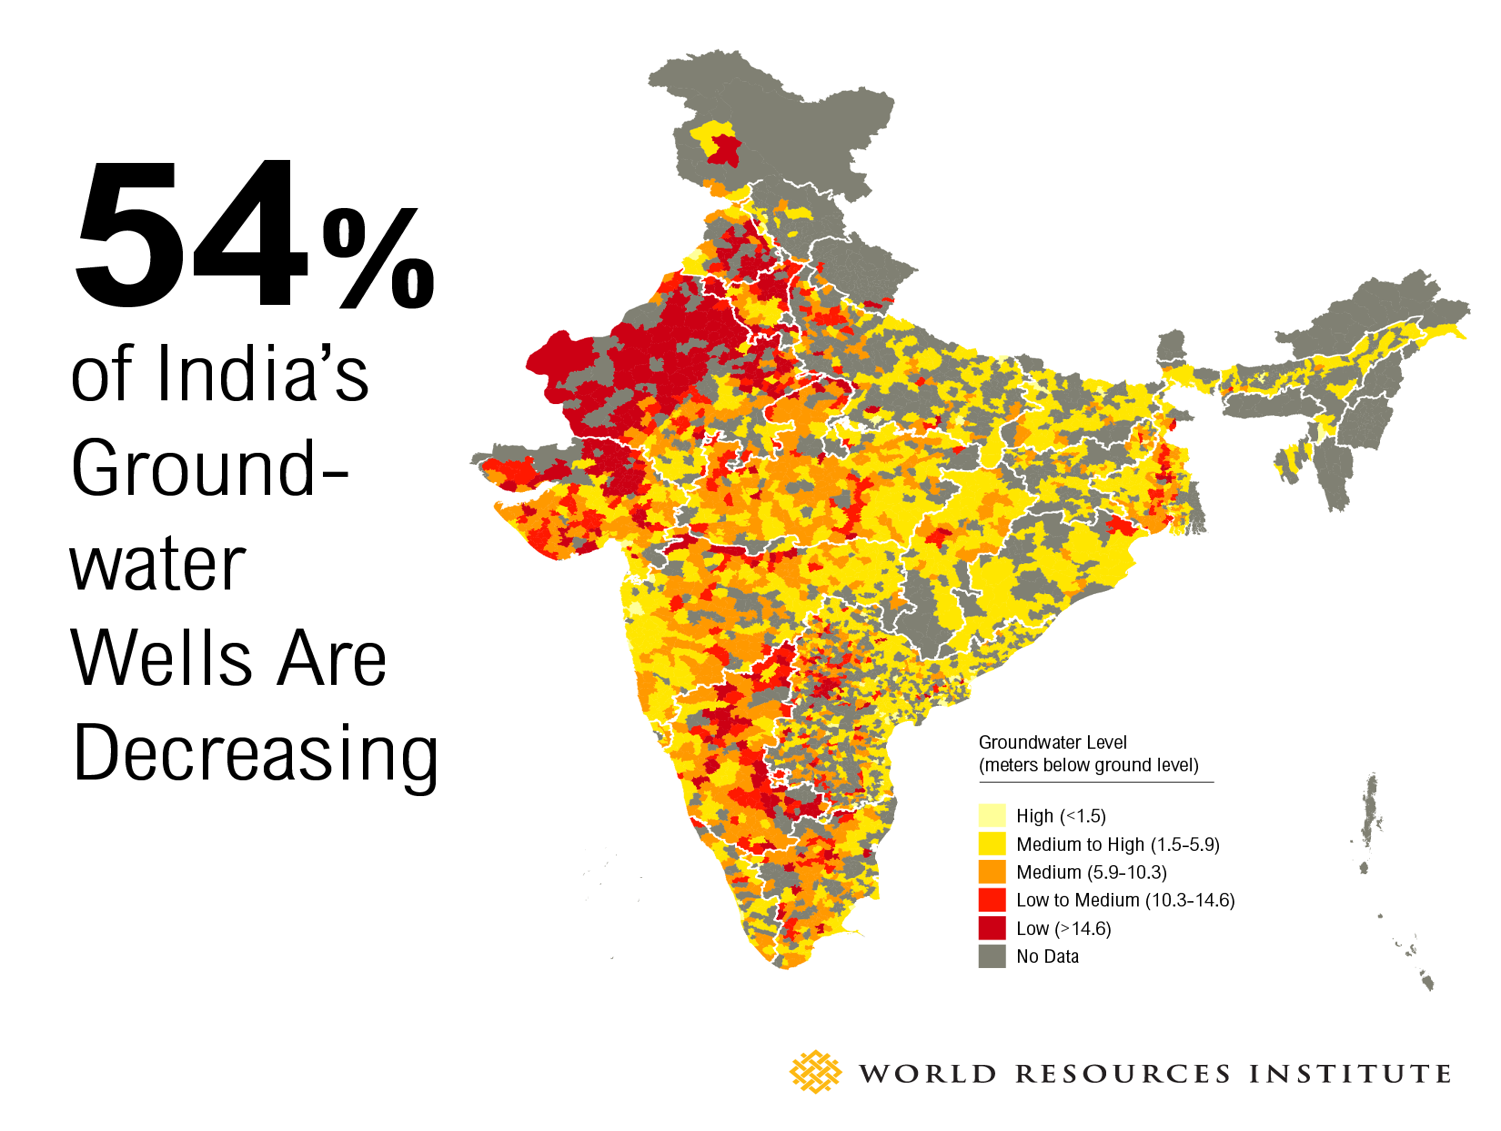 54%
of India’s
Ground-
water
Wells Are
Decreasing
Groundwater Level
(meters below ground level)
High (<1.5)
Medium to High (1.5-5.9)
Medium (5.9-10.3)
Low to Medium (10.3-14.6)
Low (>14.6)
No Data
WORLD RESOURCES INSTITUTE